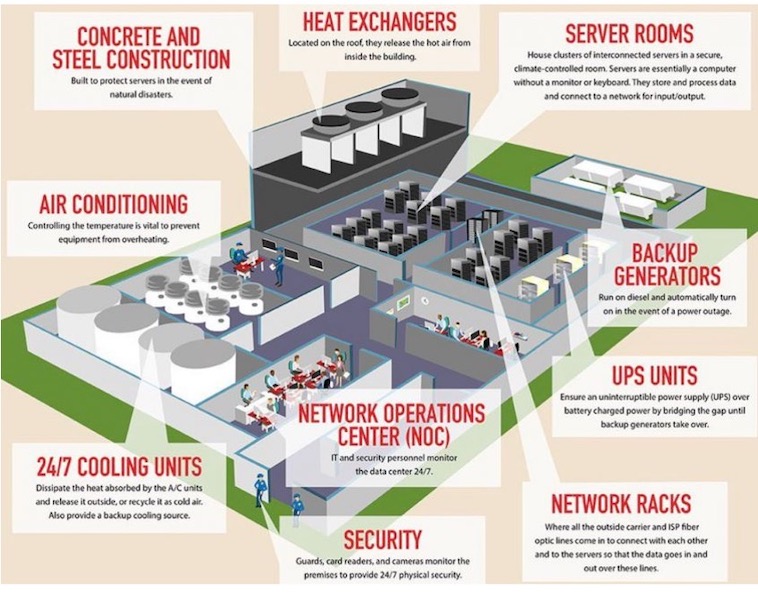 CONCRETE AND
STEEL CONSTRUCTION
Built to protect servers in the event of
natural disasters.
HEAT EXCHANGERS
Located on the roof, they release the hot air from
inside the building.
SERVER ROOMS
House clusters of interconnected servers in a secure,
climate-controlled room. Servers are essentially a computer
without a monitor or keyboard. They store and process data
and connect to a network for input/output.
AIR CONDITIONING
Controlling the temperature is vital to prevent
equipment from overheating.
BACKUP
GENERATORS
Run on diesel and automatically turn
on in the event of a power outage.
UPS UNITS
Ensure an uninterruptible power supply (UPS) over
battery charged power by bridging the gap until
backup generators take over.
NETWORK OPERATIONS
CENTER (NOC)
IT and security personnel monitor
the data center 24/7.
24/7 COOLING UNITS
Dissipate the heat absorbed by the A/C units
and release it outside, or recycle it as cold air.
Also provide a backup cooling source.
NETWORK RACKS
Where all the outside carrier and ISP fiber
optic lines come in to connect with each other
and to the servers so that the data goes in and
out over these lines.
SECURITY
Guards, card readers, and cameras monitor the
premises to provide 24/7 physical security.